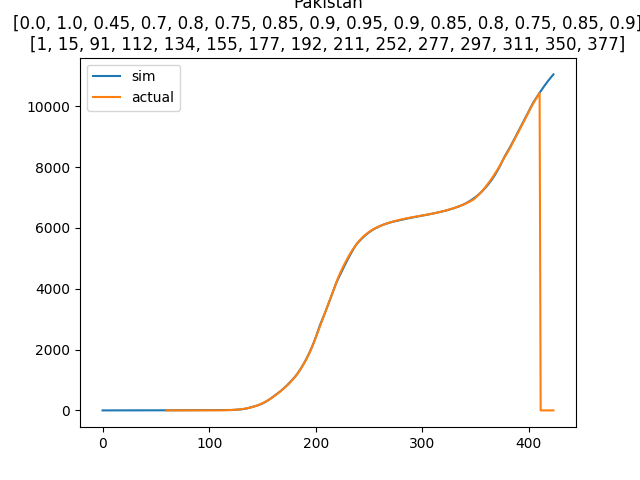 Pakistan
[0.0, 1.0, 0.45, 0.7, 0.8, 0.75, 0.85, 0.9, 0.95, 0.9, 0.85, 0.8, 0.75, 0.85, 0.9]
[1, 15, 91, 112, 134, 155, 177, 192, 211, 252, 277, 297, 311, 350, 377]
sim
actual
10000
8000
6000
4000
2000
0
0 100 200 300 400